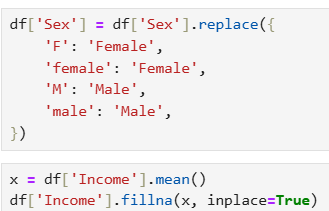 df['Sex'] = df['Sex'].replace({
    'F': 'Female',
    'female': 'Female',
    'M': 'Male',
    'male': 'Male',
})
x = df['Income'].mean()
df['Income'].fillna(x, inplace=True)